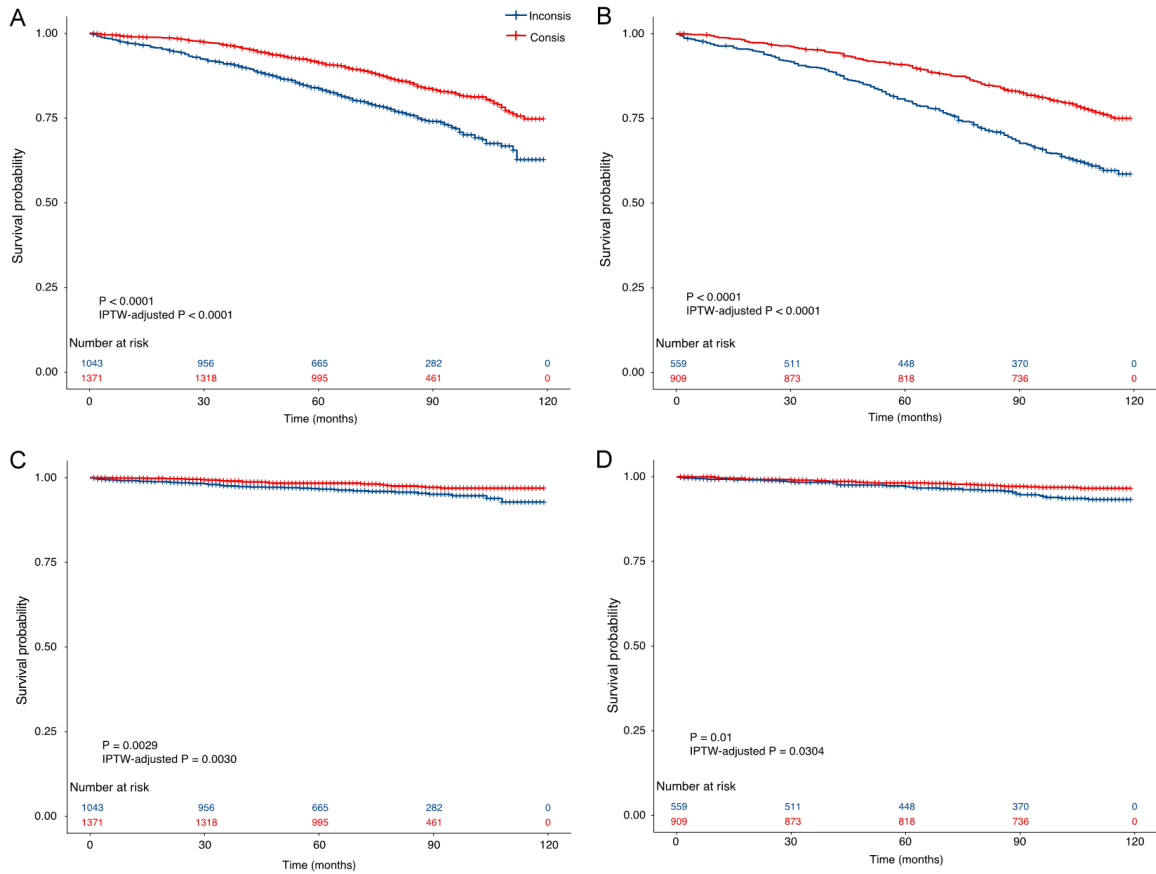 A
Inconsis
Consis
1.00
0.75
0.50
0.25
0.00
Survival probability
P < 0.0001
IPTW-adjusted P < 0.0001
Number at risk
1043 956 665 282 0
1371 1318 995 461 0
0 30 60 90 120
Time (months)
B
1.00
0.75
0.50
0.25
0.00
Survival probability
P < 0.0001
IPTW-adjusted P < 0.0001
Number at risk
559 511 448 370 0
909 873 818 736 0
0 30 60 90 120
Time (months)
C
1.00
0.75
0.50
0.25
0.00
Survival probability
P = 0.0029
IPTW-adjusted P = 0.0030
Number at risk
1043 956 665 282 0
1371 1318 995 461 0
0 30 60 90 120
Time (months)
D
1.00
0.75
0.50
0.25
0.00
Survival probability
P = 0.01
IPTW-adjusted P = 0.0304
Number at risk
559 511 448 370 0
909 873 818 736 0
0 30 60 90 120
Time (months)